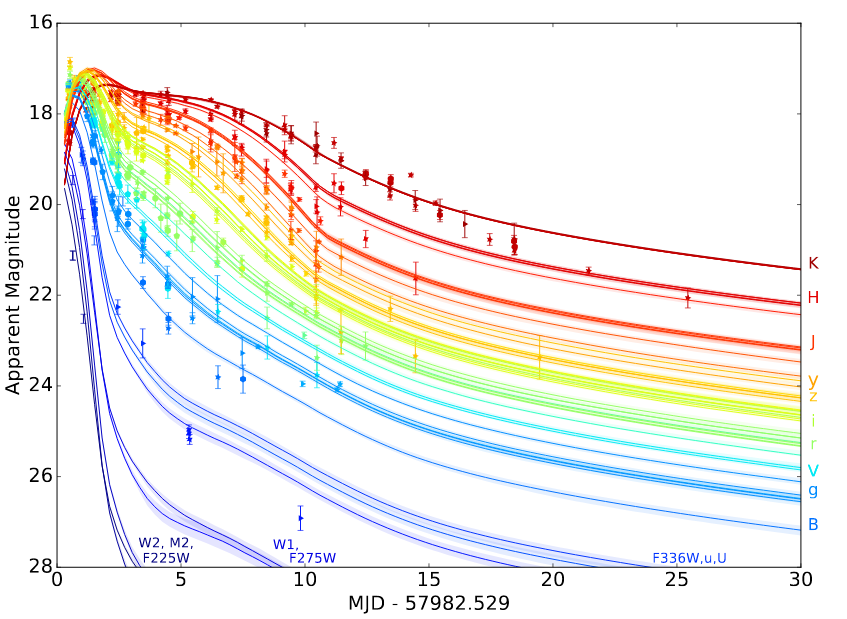 16
18
20
22
24
26
28
Apparent Magnitude
K
H
J
y
z
i
r
V
g
B
W2, M2,
F225W
W1,
F275W
F336W,u,U
0
5
10
15
20
25
30
MJD - 57982.529